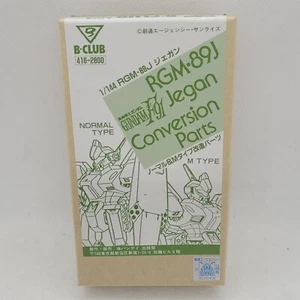 ©創通エージェンシー・サンライズ
B-CLUB
416-2800
1/144 RGM-89J ジェガン
RGM-89J
GUNDAM F91
Jegan
Conversion
Parts
ノーマル&Mタイプ改造パーツ
NORMAL
TYPE
M TYPE